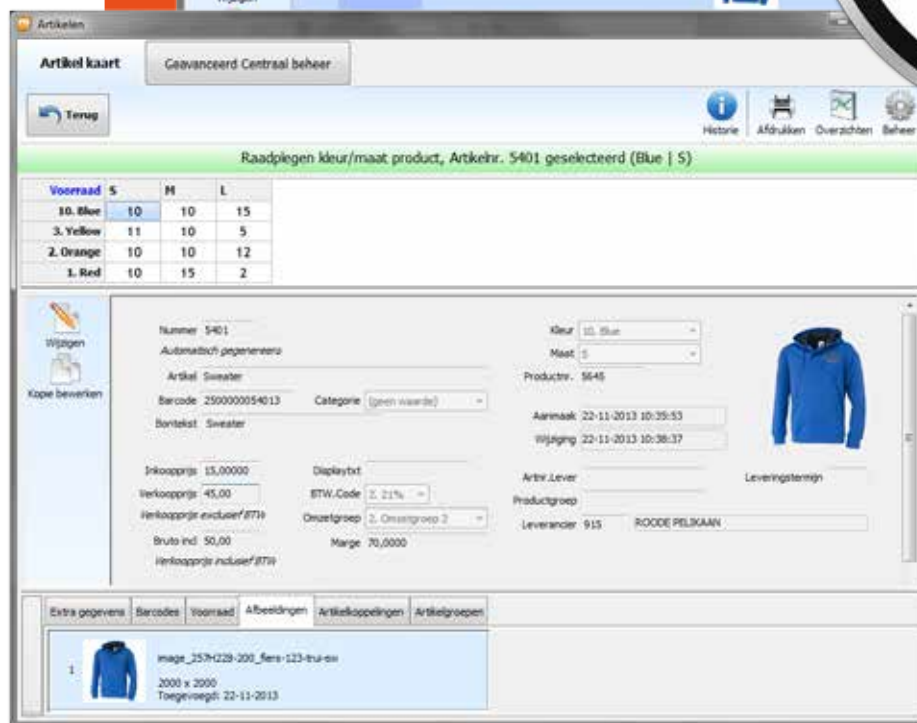 Wijzigen
Artikelen
Artikel kaart Geavanceerd Centraal beheer
Terug
Historie Afdrukken Overzichten Beheer
Raadplegen kleur/maat product, Artikelnr. 5401 geselecteerd (Blue | S)
Voorraad S M L
10. Blue 10 10 15
3. Yellow 11 10 5
2. Orange 10 10 12
1. Red 10 15 2
Wijzigen
Kopie bewerken
Nummer 5401
Automatisch gegenereerd
Artikel Sweater
Barcode 2500000054013 Categorie (geen waarde)
Bontekst Sweater
Kleur 10. Blue
Maat S
Productnr. 5645
Aanmaak 22-11-2013 10:35:53
Wijziging 22-11-2013 10:38:37
Inkoopprijs 15,00000 Displaytxt
Verkoopprijs 45,00 BTW.Code 2. 21%
Verkoopprijs exclusief BTW Omzetgroep 2. Omzetgroep 2
Bruto incl 50,00 Marge 70,0000
Verkoopprijs inclusief BTW
Artnr.Lever Leveringstermijn
Productgroep
Leverancier 915 ROODE PELIKAAN
Extra gegevens Barcodes Voorraad Afbeeldingen Artikelkoppelingen Artikelgroepen
1
2000 x 2000
Toegevoegd: 22-11-2013